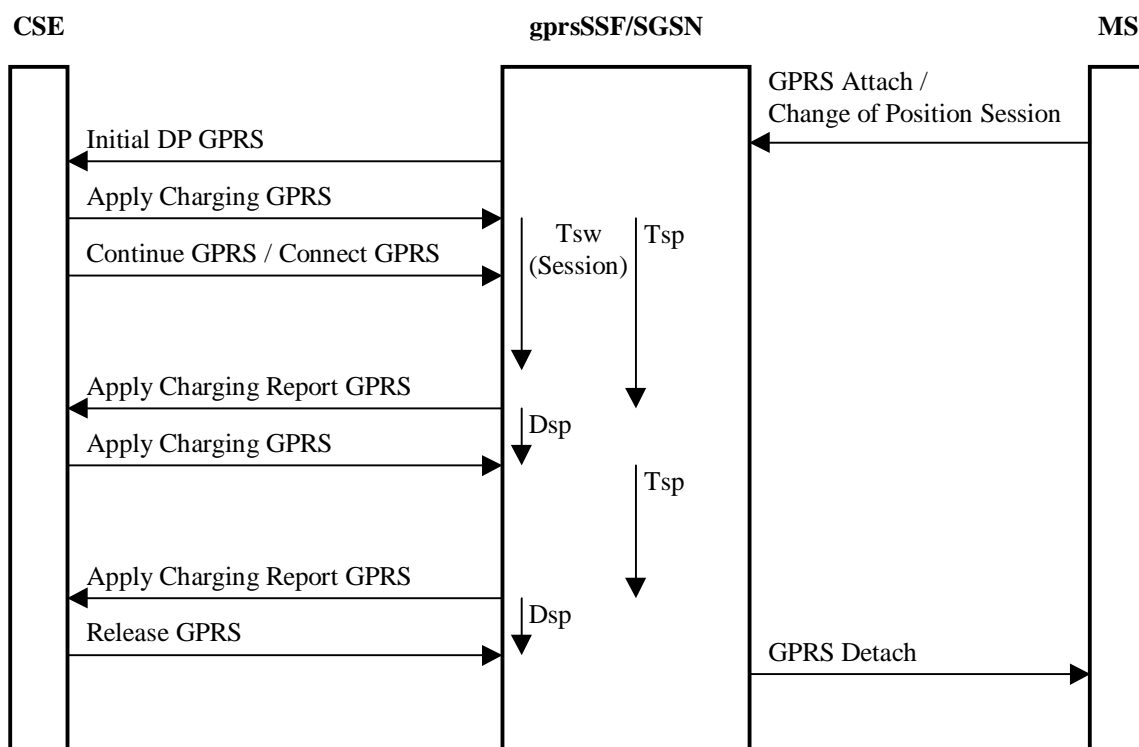 CSE
gprsSSF/SGSN
MS
GPRS Attach /
Change of Position Session
Initial DP GPRS
Apply Charging GPRS
Tsw
(Session)
Tsp
Continue GPRS / Connect GPRS
Apply Charging Report GPRS
Dsp
Apply Charging GPRS
Tsp
Apply Charging Report GPRS
Dsp
Release GPRS
GPRS Detach